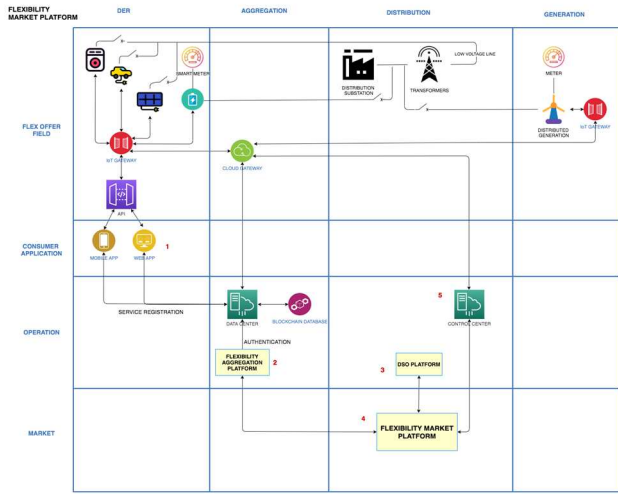 FLEXIBILITY
MARKET PLATFORM
DER
AGGREGATION
DISTRIBUTION
GENERATION
SMART METER
LOW VOLTAGE LINE
METER
DISTRIBUTION
SUBSTATION
TRANSFORMERS
FLEX OFFER
FIELD
DISTRIBUTED
GENERATION
IoT GATEWAY
IoT GATEWAY
CLOUD GATEWAY
API
CONSUMER
APPLICATION
1
MOBILE APP
WEB APP
5
SERVICE REGISTRATION
DATA CENTER
BLOCKCHAIN DATABASE
CONTROL CENTER
OPERATION
AUTHENTICATION
FLEXIBILITY
AGGREGATION
PLATFORM
2
3
DSO PLATFORM
4
MARKET
FLEXIBILITY MARKET
PLATFORM